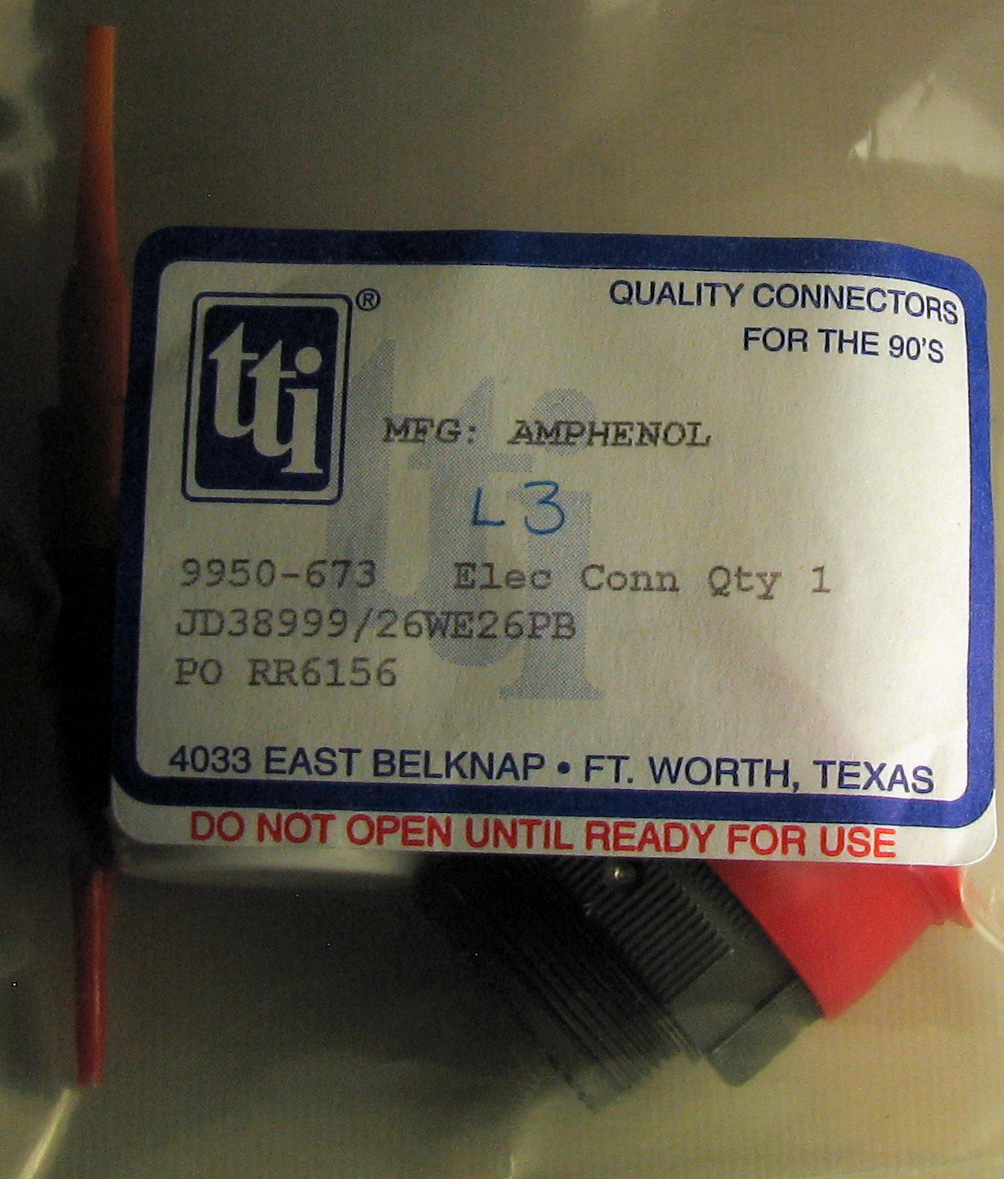 tti®
QUALITY CONNECTORS
FOR THE 90'S
MFG: AMPHENOL
L3
9950-673 Elec Conn Qty 1
JD38999/26WE26PB
PO RR6156
4033 EAST BELKNAP • FT. WORTH, TEXAS
DO NOT OPEN UNTIL READY FOR USE